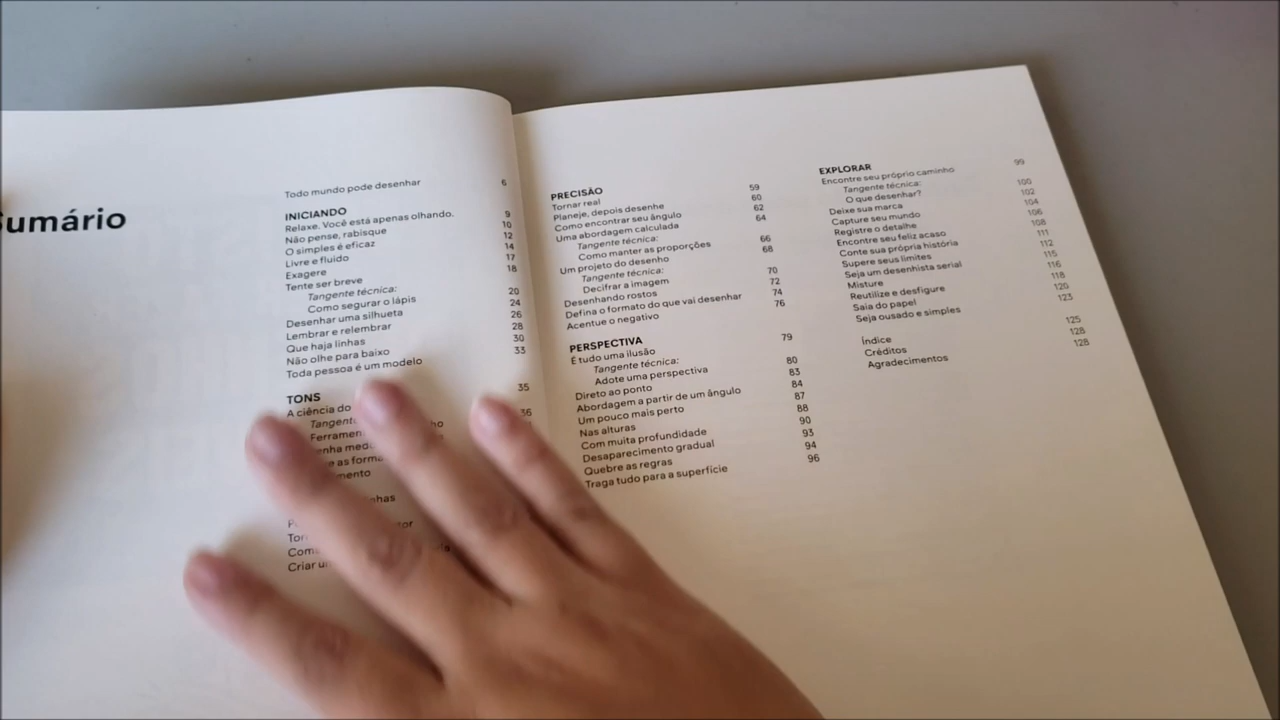 Sumário
Todo mundo pode desenhar 6
INICIANDO
Relaxe. Você está apenas olhando. 9
Não pense, rabisque 10
O simples é eficaz 12
Livre e fluido 14
Exagere 17
Tente ser breve 18
Tangente técnica:
Como segurar o lápis 20
Desenhar uma silhueta 24
Lembrar e relembrar 26
Que haja linhas 28
Não olhe para baixo 30
Toda pessoa é um modelo 33
TONS 35
A ciência do
Ferramen
36
PRECISÃO
Tornar real 59
Planeje, depois desenhe 60
Como encontrar seu ângulo 62
Uma abordagem calculada 64
Tangente técnica:
Como manter as proporções 66
Um projeto do desenho 68
Tangente técnica:
Decifrar a imagem 70
Desenhando rostos 72
Defina o formato do que vai desenhar 74
Acentue o negativo 76
PERSPECTIVA
É tudo uma ilusão 79
Tangente técnica:
Adote uma perspectiva 80
Direto ao ponto 83
Abordagem a partir de um ângulo 84
Um pouco mais perto 87
Nas alturas 88
Com muita profundidade 90
Desaparecimento gradual 93
Quebre as regras 94
Traga tudo para a superfície 96
EXPLORAR
Encontre seu próprio caminho 99
Tangente técnica:
O que desenhar? 100
Deixe sua marca 102
Capture seu mundo 104
Registre o detalhe 106
Encontre seu feliz acaso 108
Conte sua própria história 111
Supere seus limites 112
Seja um desenhista serial 115
Misture 116
Reutilize e desfigure 118
Saia do papel 120
Seja ousado e simples 123
Índice 125
Créditos 128
Agradecimentos 128